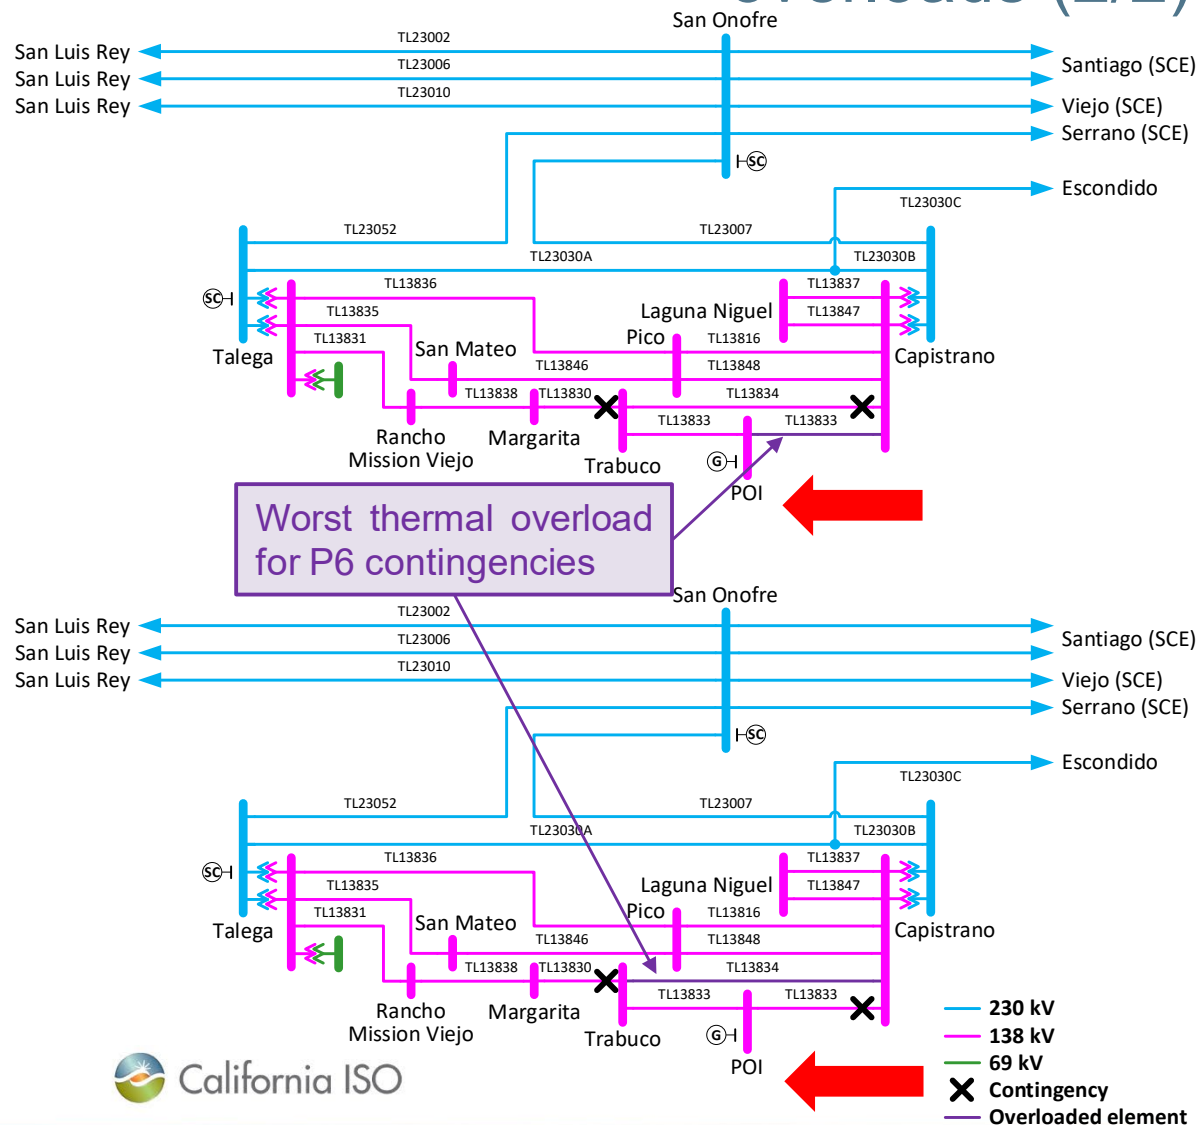 overloads (2/2)
San Onofre
San Luis Rey
TL23002
San Luis Rey
TL23006
Santiago (SCE)
San Luis Rey
TL23010
Viejo (SCE)
Serrano (SCE)
SC
Escondido
TL23030C
TL23052
TL23007
TL23030A
TL23030B
SC
TL13836
TL13837
TL13835
Laguna Niguel
TL13847
TL13831
San Mateo
Pico
TL13816
Talega
Capistrano
TL13846
TL13848
TL13838
TL13830
TL13834
Rancho
Mission Viejo
Margarita
TL13833
TL13833
Trabuco
G
POI
Worst thermal overload
for P6 contingencies
San Onofre
San Luis Rey
TL23002
San Luis Rey
TL23006
Santiago (SCE)
San Luis Rey
TL23010
Viejo (SCE)
Serrano (SCE)
SC
Escondido
TL23030C
TL23052
TL23007
TL23030A
TL23030B
SC
TL13836
TL13837
TL13835
Laguna Niguel
TL13847
TL13831
San Mateo
Pico
TL13816
Talega
Capistrano
TL13846
TL13848
TL13838
TL13830
TL13834
Rancho
Mission Viejo
Margarita
TL13833
TL13833
Trabuco
G
POI
230 kV
138 kV
69 kV
Contingency
Overloaded element
California ISO